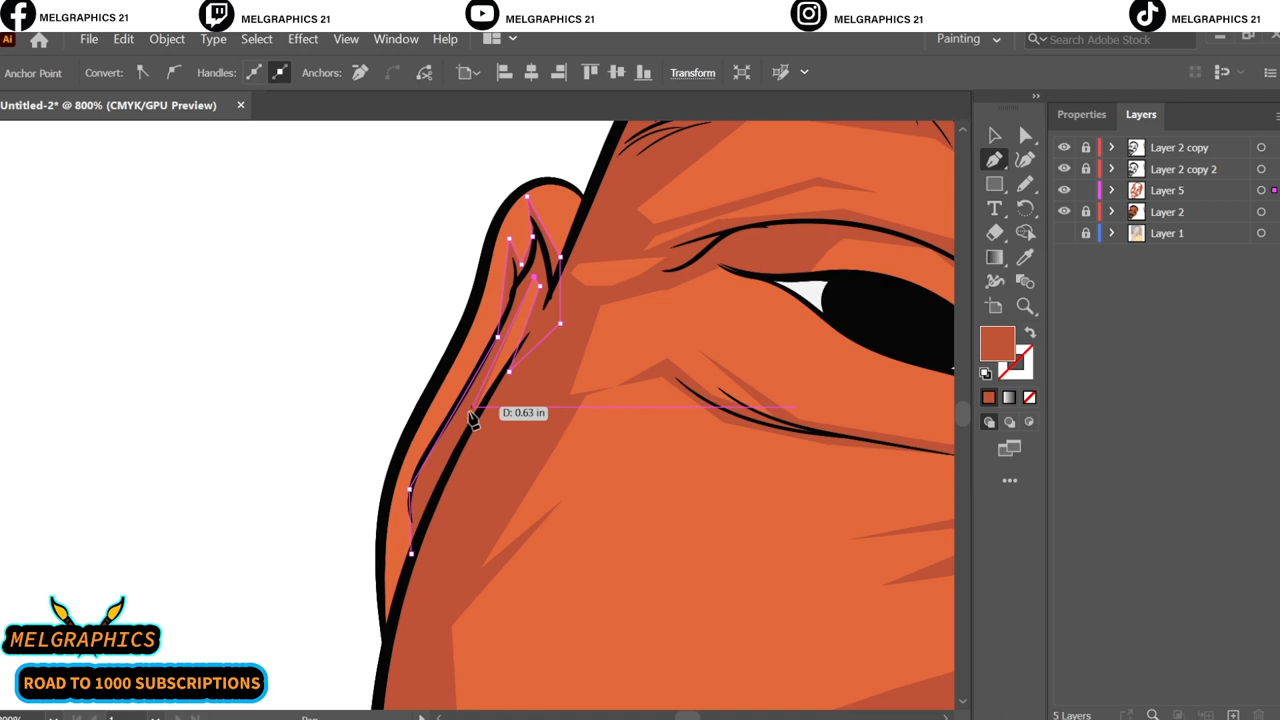 MELGRAPHICS 21 MELGRAPHICS 21 MELGRAPHICS 21 MELGRAPHICS 21 MELGRAPHICS 21
Ai File Edit Object Type Select Effect View Window Help Painting Search Adobe Stock
Anchor Point Convert: Handles: Anchors: Transform
Untitled-2* @ 800% (CMYK/GPU Preview)
Properties Layers
Layer 2 copy
Layer 2 copy 2
Layer 5
Layer 2
Layer 1
D: 0.63 in
MELGRAPHICS
ROAD TO 1000 SUBSCRIPTIONS
5 Layers